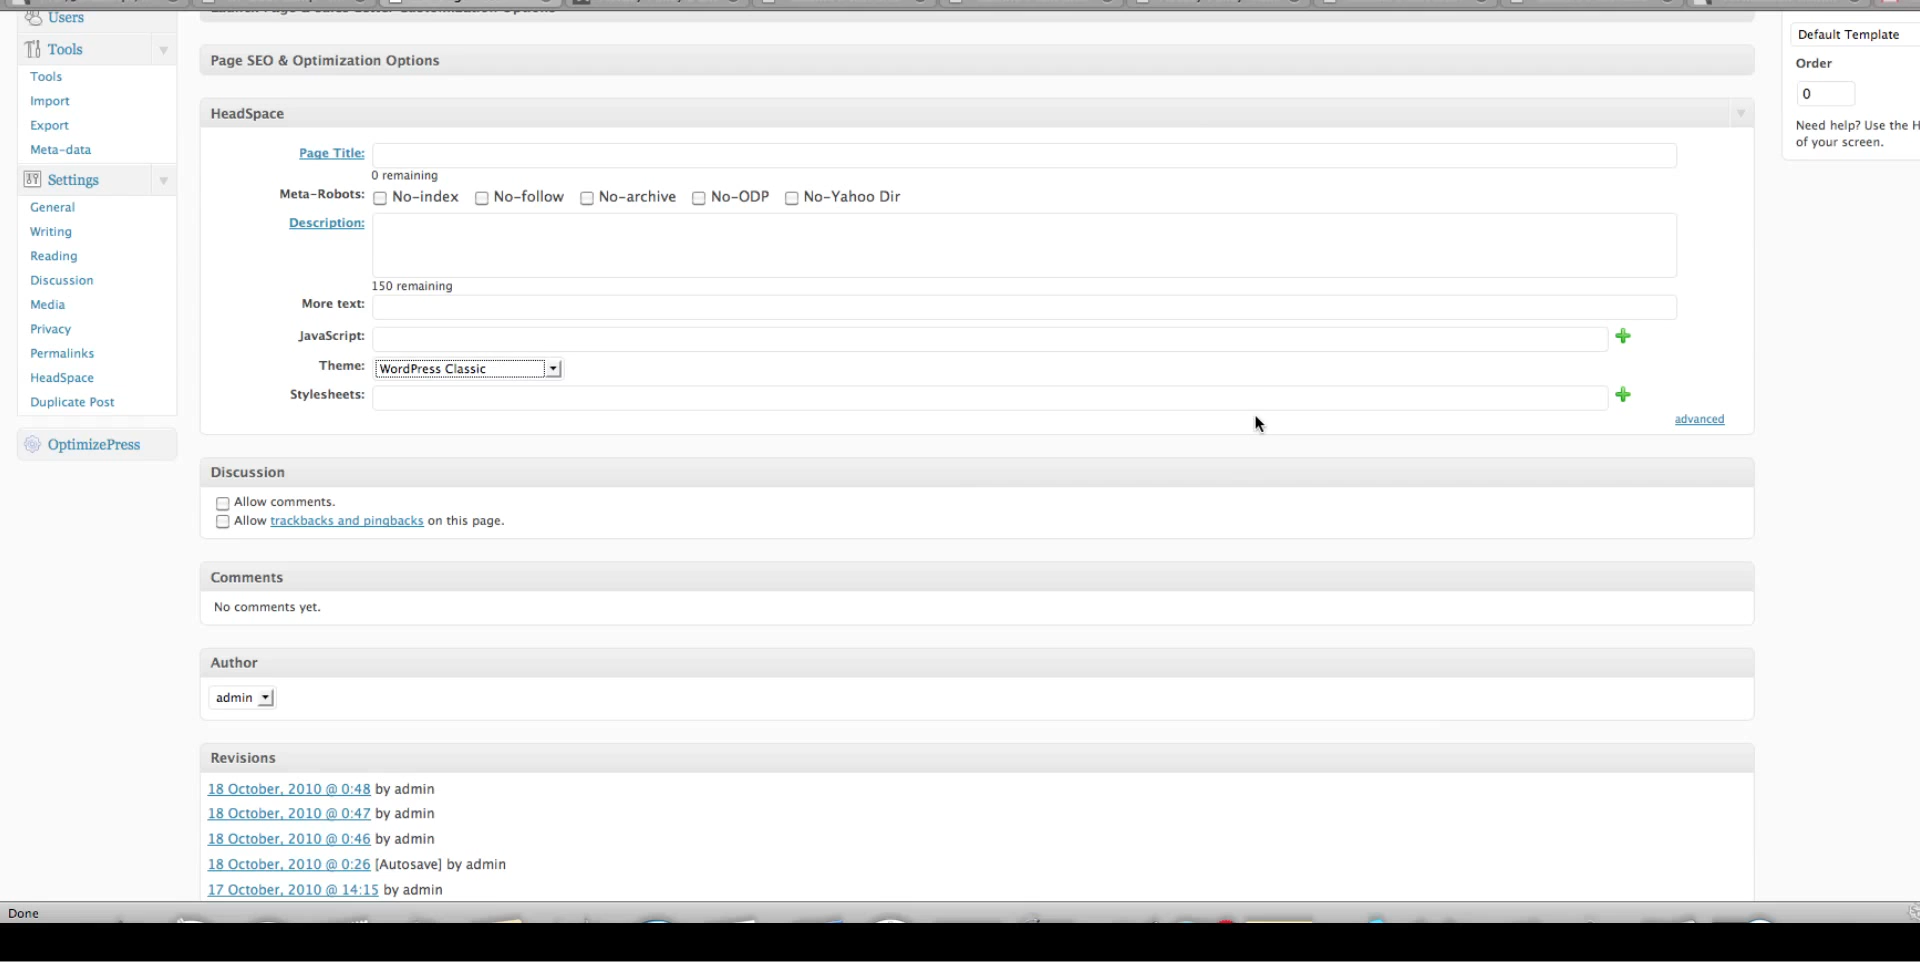 Users
Tools
Tools
Import
Export
Meta-data
Settings
General
Writing
Reading
Discussion
Media
Privacy
Permalinks
HeadSpace
Duplicate Post
OptimizePress
Page SEO & Optimization Options
HeadSpace
Page Title:
0 remaining
Meta-Robots: No-index No-follow No-archive No-ODP No-Yahoo Dir
Description:
150 remaining
More text:
JavaScript:
Theme: WordPress Classic
Stylesheets:
advanced
Discussion
Allow comments.
Allow trackbacks and pingbacks on this page.
Comments
No comments yet.
Author
admin
Revisions
18 October, 2010 @ 0:48 by admin
18 October, 2010 @ 0:47 by admin
18 October, 2010 @ 0:46 by admin
18 October, 2010 @ 0:26 [Autosave] by admin
17 October, 2010 @ 14:15 by admin
Default Template
Order
0
Need help? Use the H
of your screen.
Done